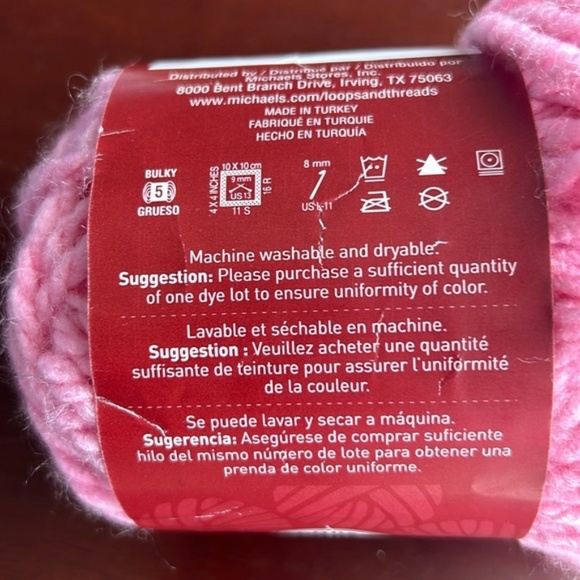 Distributed by / Distribué par / Distribuido por
Michaels Stores, Inc.
8000 Bent Branch Drive, Irving, TX 75063
www.michaels.com/loopsandthreads
MADE IN TURKEY
FABRIQUÉ EN TURQUIE
HECHO EN TURQUÍA
BULKY
5
GRUESO
4 X 4 INCHES
10 X 10 cm
9 mm
US 13
16 R
11 S
8 mm
US L-11
Machine washable and dryable.
Suggestion: Please purchase a sufficient quantity
of one dye lot to ensure uniformity of color.
Lavable et séchable en machine.
Suggestion : Veuillez acheter une quantité
suffisante de teinture pour assurer l'uniformité
de la couleur.
Se puede lavar y secar a máquina.
Sugerencia: Asegúrese de comprar suficiente
hilo del mismo número de lote para obtener una
prenda de color uniforme.